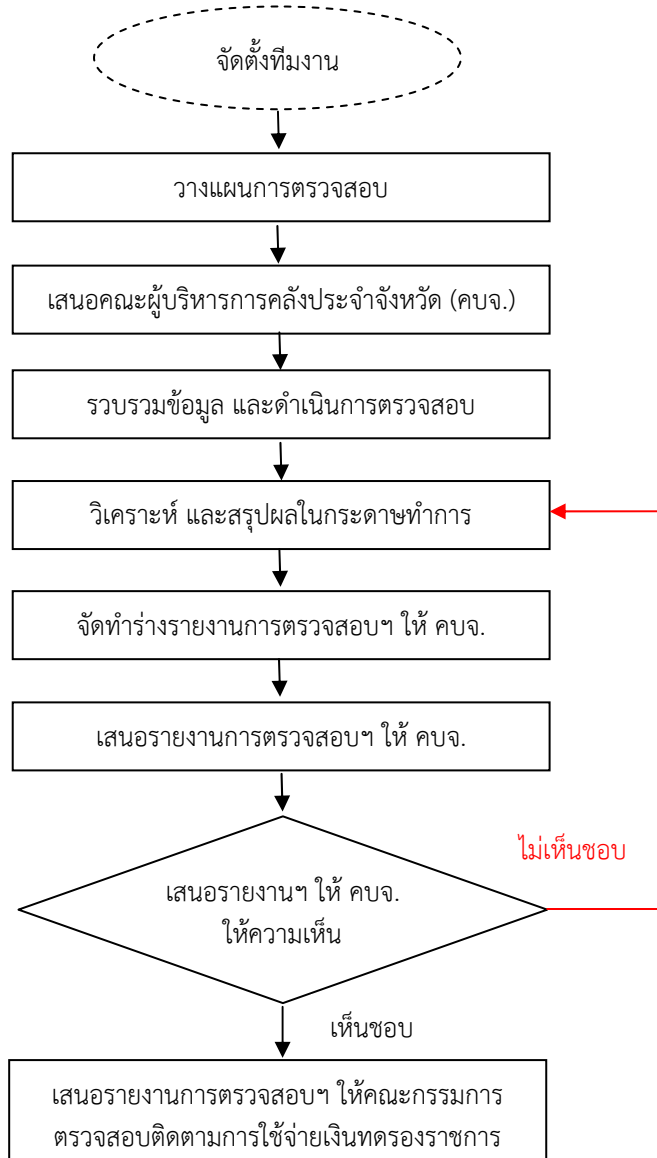 จัดตั้งทีมงาน
วางแผนการตรวจสอบ
เสนอคณะผู้บริหารการคลังประจำจังหวัด (คบจ.)
รวบรวมข้อมูล และดำเนินการตรวจสอบ
วิเคราะห์ และสรุปผลในกระดาษทำการ
จัดทำร่างรายงานการตรวจสอบฯ ให้ คบจ.
เสนอรายงานการตรวจสอบฯ ให้ คบจ.
ไม่เห็นชอบ
เสนอรายงานฯ ให้ คบจ.
ให้ความเห็น
เห็นชอบ
เสนอรายงานการตรวจสอบฯ ให้คณะกรรมการ
ตรวจสอบติดตามการใช้จ่ายเงินทดรองราชการ